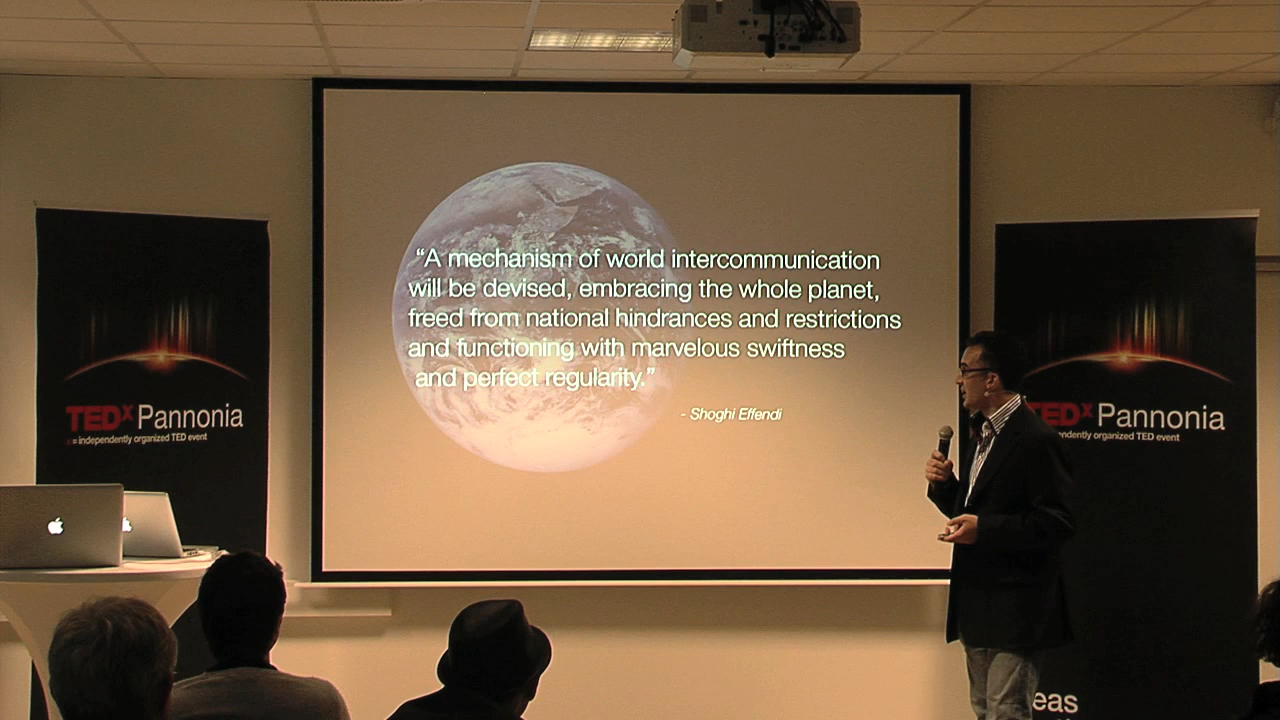 “A mechanism of world intercommunication
will be devised, embracing the whole planet,
freed from national hindrances and restrictions
and functioning with marvelous swiftness
and perfect regularity.”
- Shoghi Effendi
TEDx Pannonia
x = independently organized TED event
TEDx Pannonia
TED event
organized